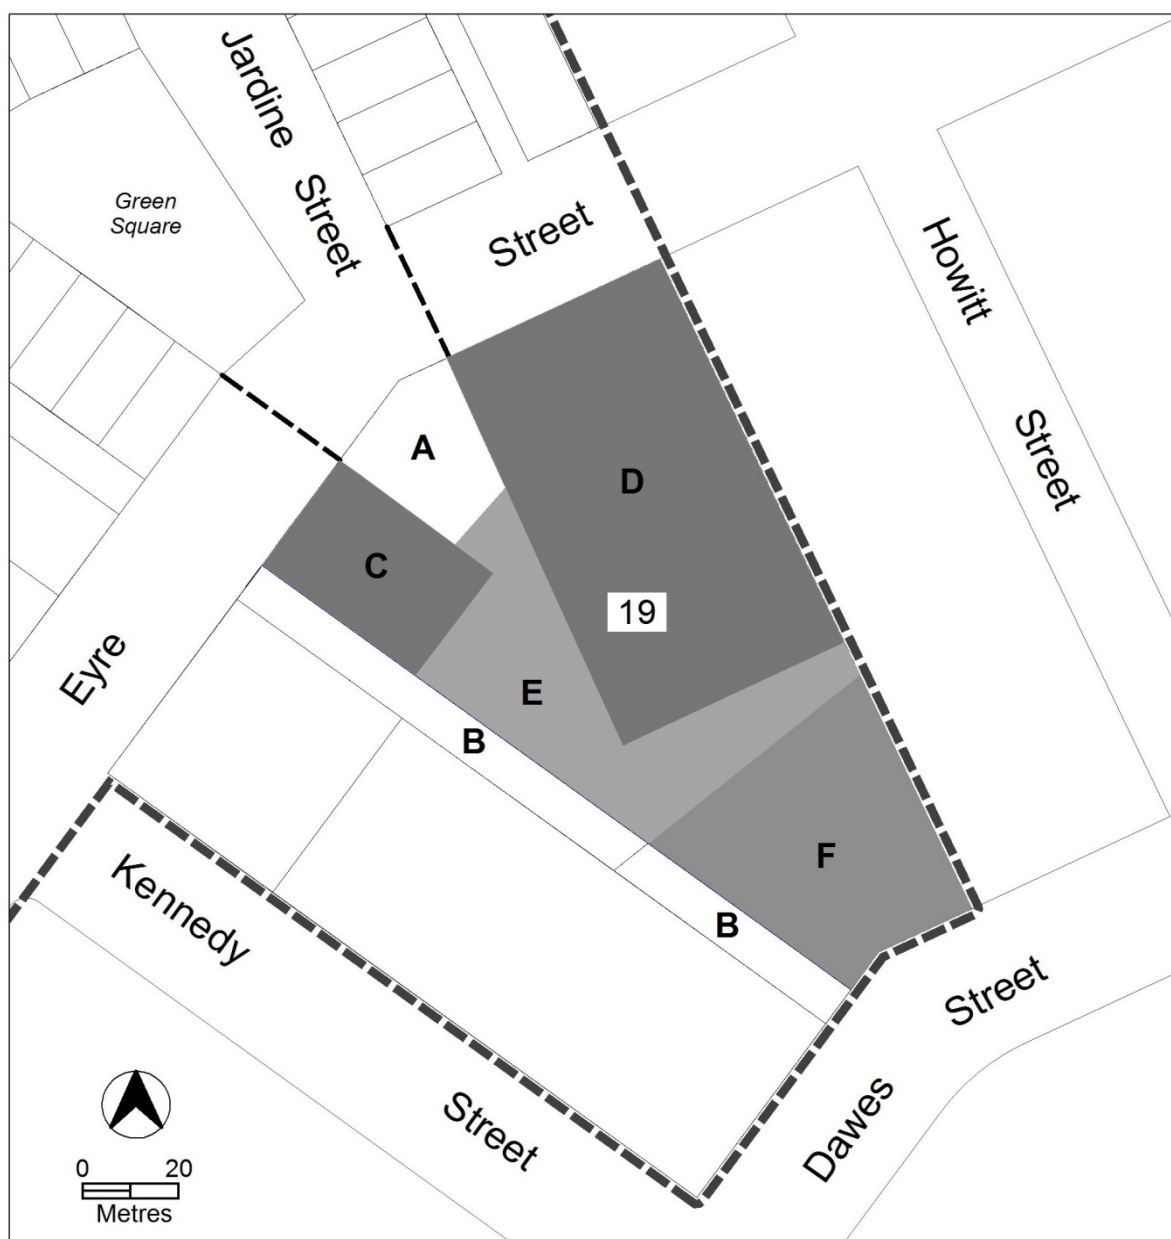 Jardine Street
Green
Square
Street
Howitt Street
A
D
C
19
Eyre
E
B
F
Kennedy Street
B
Street
Dawes
0 20
Metres